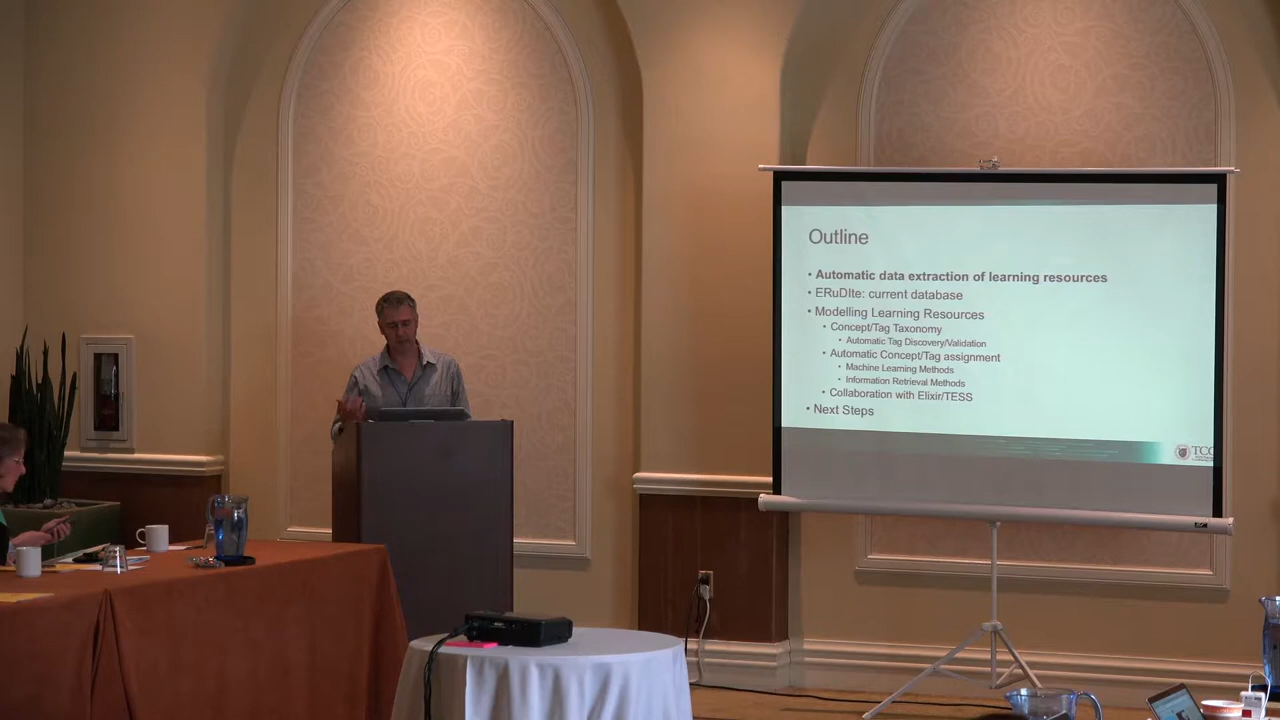 Outline
• Automatic data extraction of learning resources
• ERuDIte: current database
• Modelling Learning Resources
• Concept/Tag Taxonomy
• Automatic Tag Discovery/Validation
• Automatic Concept/Tag assignment
• Machine Learning Methods
• Information Retrieval Methods
• Collaboration with Elixir/TESS
• Next Steps